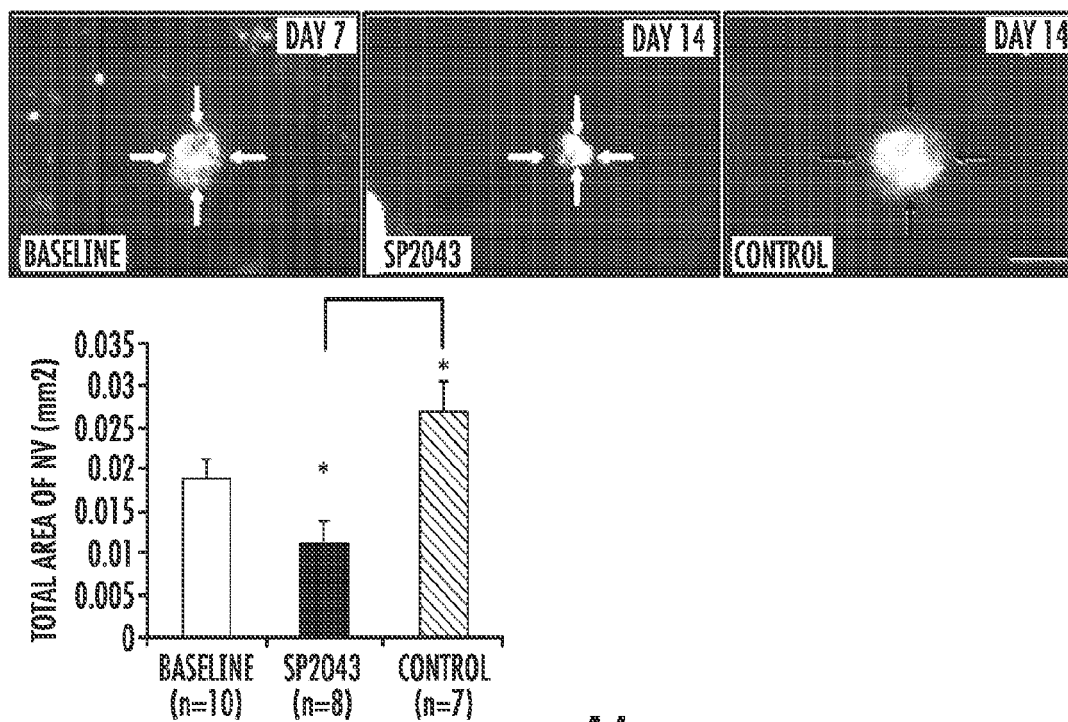 DAY 7
DAY 14
DAY 14
BASELINE
SP2043
CONTROL
TOTAL AREA OF NV (mm2)
0.035
0.03
0.025
0.02
0.015
0.01
0.005
0
*
*
BASELINE
(n=10)
SP2043
(n=8)
CONTROL
(n=7)